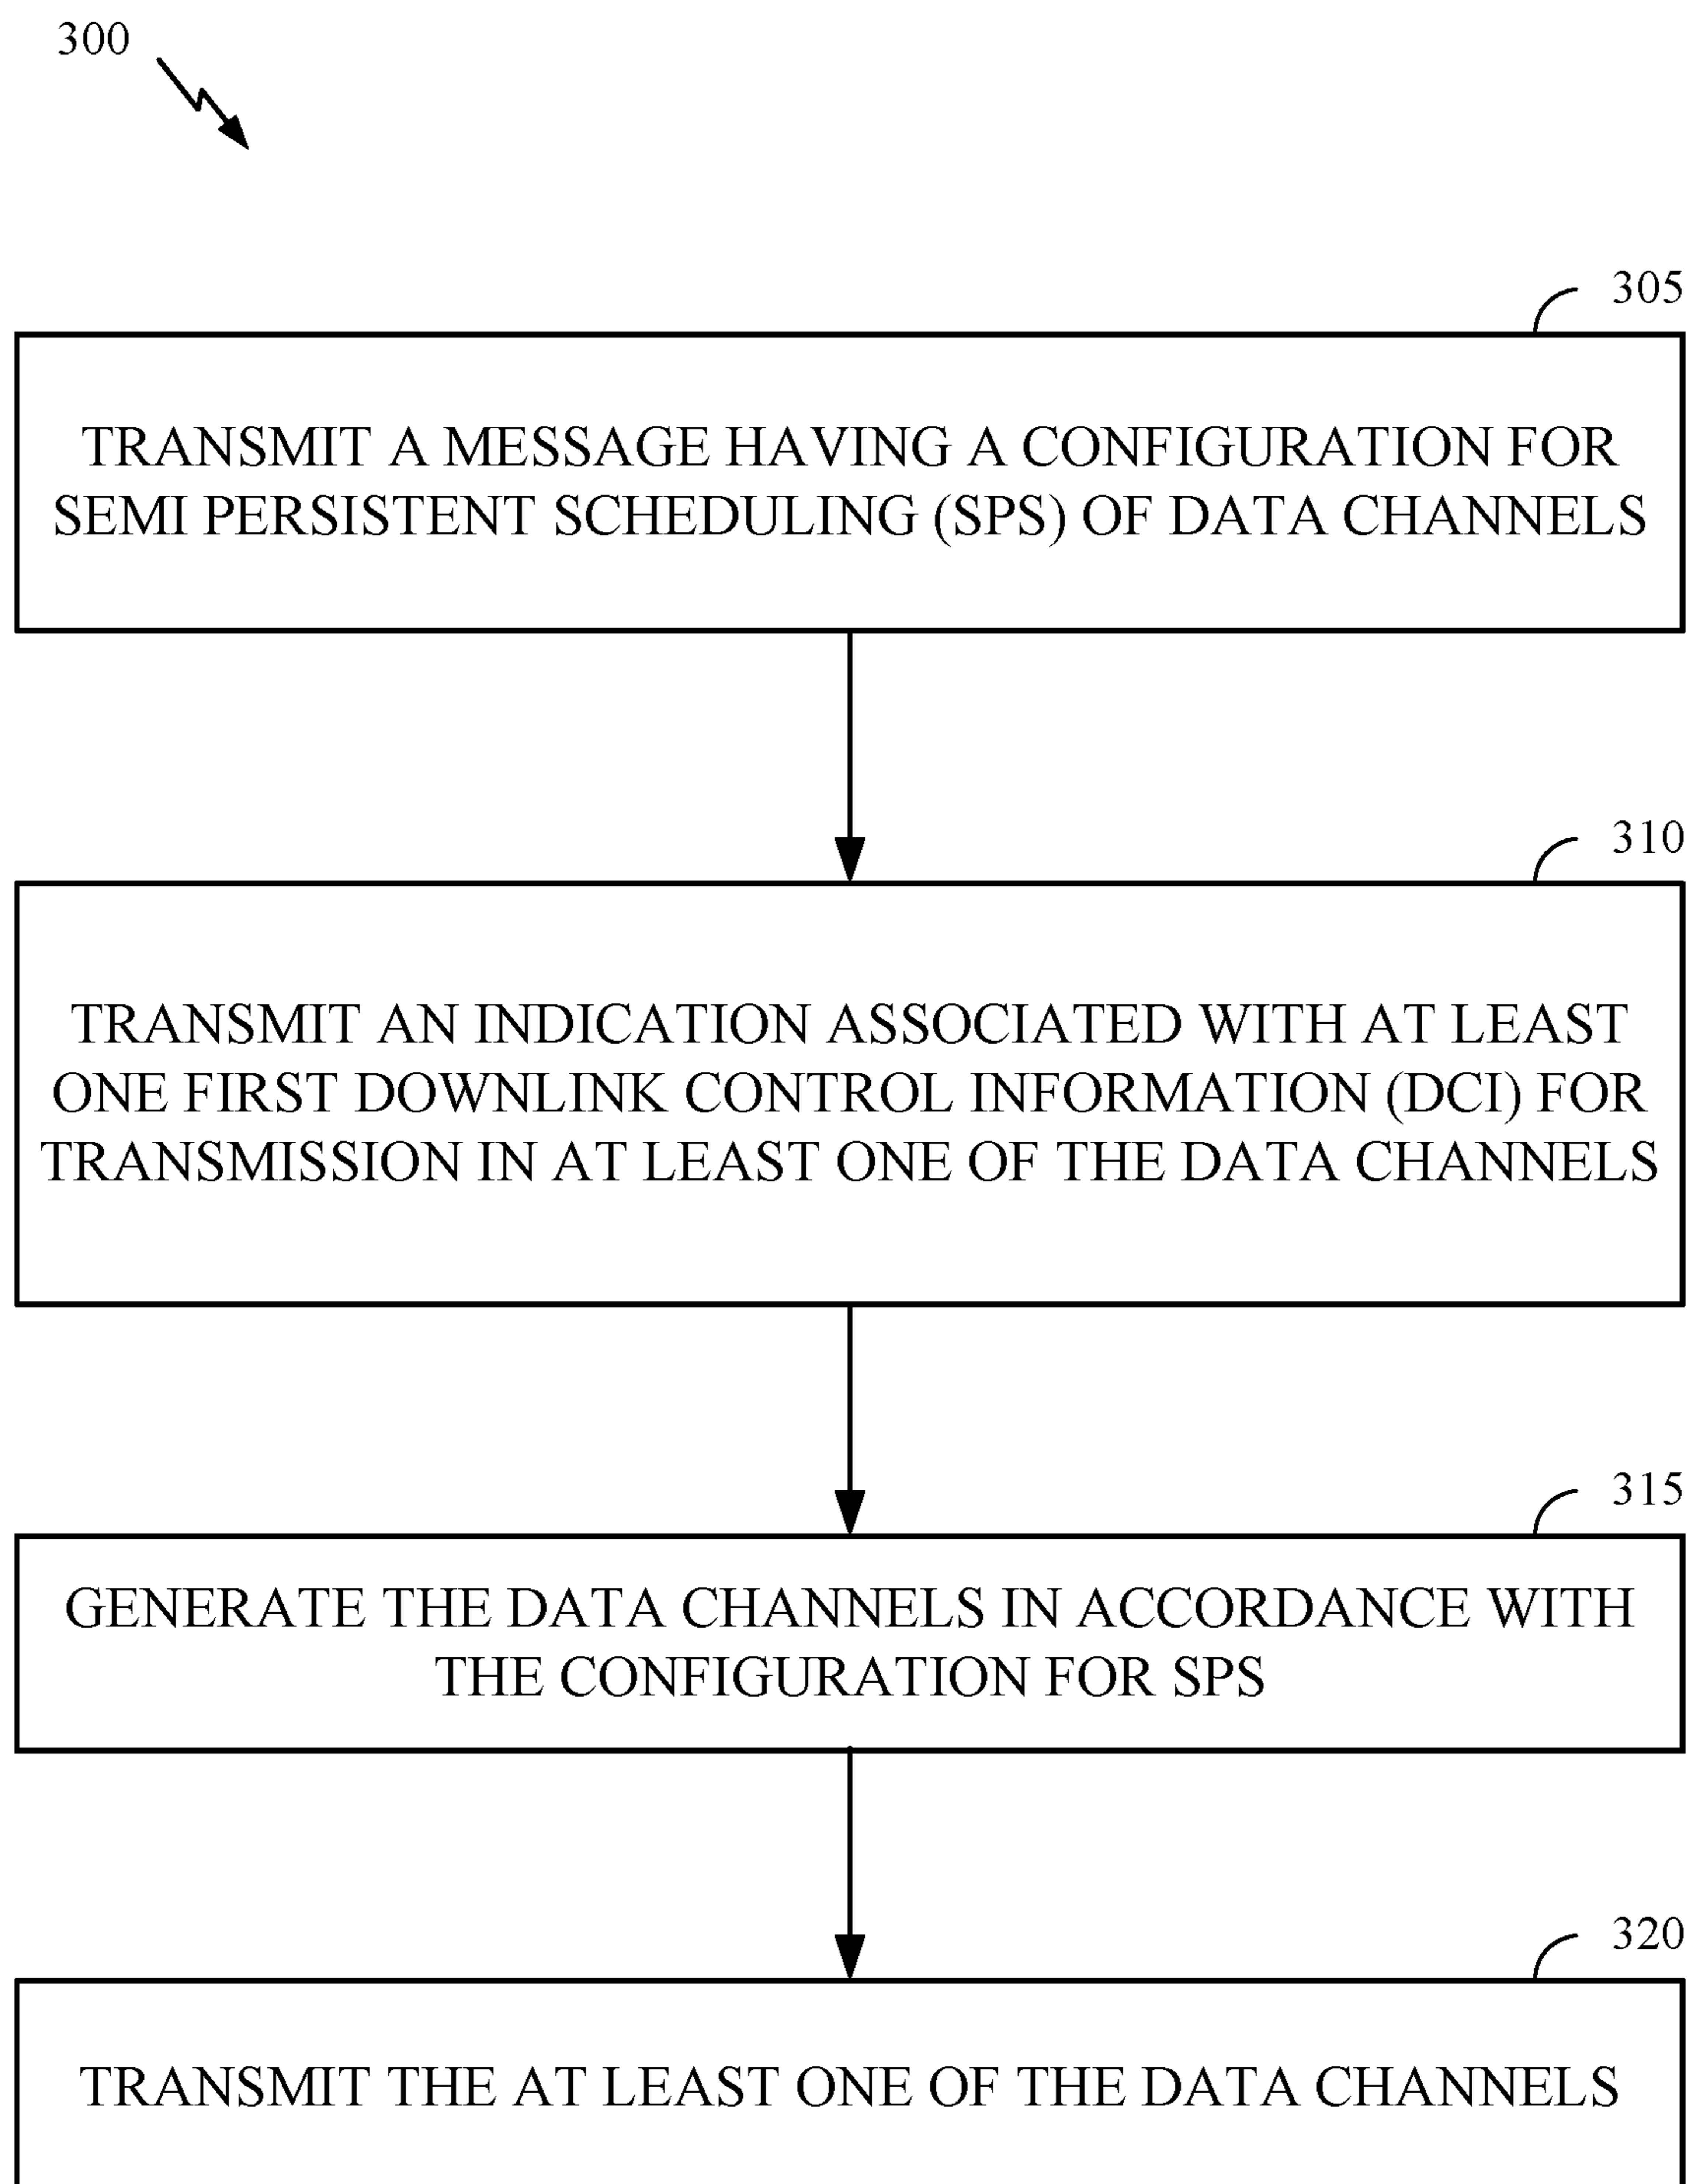 300
305
TRANSMIT A MESSAGE HAVING A CONFIGURATION FOR
SEMI PERSISTENT SCHEDULING (SPS) OF DATA CHANNELS
310
TRANSMIT AN INDICATION ASSOCIATED WITH AT LEAST
ONE FIRST DOWNLINK CONTROL INFORMATION (DCI) FOR
TRANSMISSION IN AT LEAST ONE OF THE DATA CHANNELS
315
GENERATE THE DATA CHANNELS IN ACCORDANCE WITH
THE CONFIGURATION FOR SPS
320
TRANSMIT THE AT LEAST ONE OF THE DATA CHANNELS